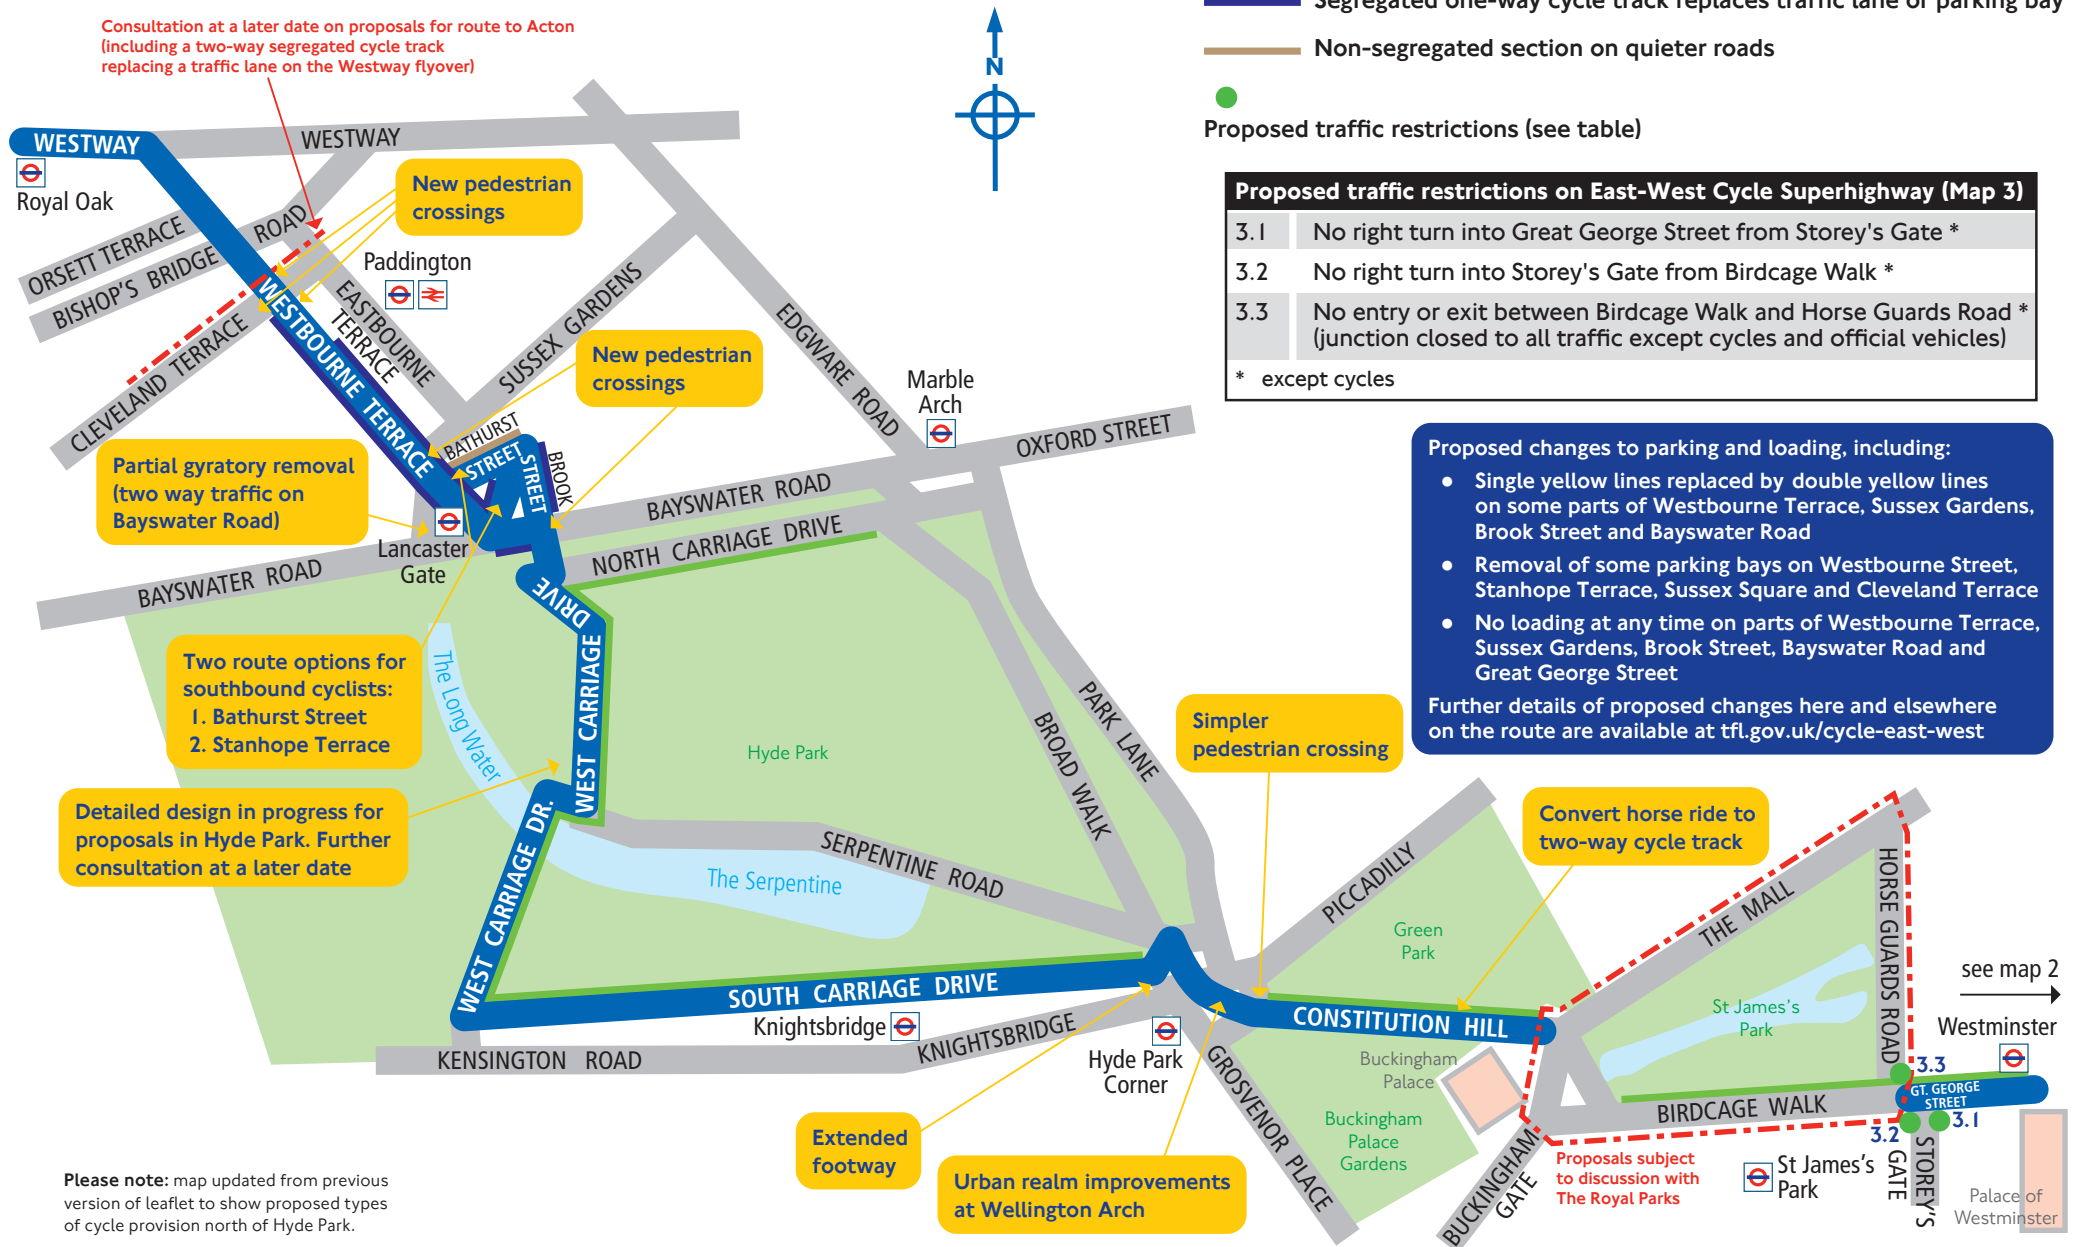 Consultation at a later date on proposals for route to Acton
(including a two-way segregated cycle track
replacing a traffic lane on the Westway flyover)
N
Segregated one-way cycle track replaces traffic lane or parking bay
Non-segregated section on quieter roads
Proposed traffic restrictions (see table)
Proposed traffic restrictions on East-West Cycle Superhighway (Map 3)
3.1 No right turn into Great George Street from Storey's Gate *
3.2 No right turn into Storey's Gate from Birdcage Walk *
3.3 No entry or exit between Birdcage Walk and Horse Guards Road *
(junction closed to all traffic except cycles and official vehicles)
* except cycles
Proposed changes to parking and loading, including:
● Single yellow lines replaced by double yellow lines
on some parts of Westbourne Terrace, Sussex Gardens,
Brook Street and Bayswater Road
● Removal of some parking bays on Westbourne Street,
Stanhope Terrace, Sussex Square and Cleveland Terrace
● No loading at any time on parts of Westbourne Terrace,
Sussex Gardens, Brook Street, Bayswater Road and
Great George Street
Further details of proposed changes here and elsewhere
on the route are available at tfl.gov.uk/cycle-east-west
WESTWAY
WESTWAY
Royal Oak
New pedestrian
crossings
ORSETT TERRACE
BISHOP'S BRIDGE ROAD
CLEVELAND TERRACE
Paddington
EASTBOURNE
TERRACE
WESTBOURNE TERRACE
SUSSEX GARDENS
EDGWARE ROAD
New pedestrian
crossings
Marble
Arch
OXFORD STREET
BATHURST
STREET
BROOK
STREET
Partial gyratory removal
(two way traffic on
Bayswater Road)
Lancaster
Gate
BAYSWATER ROAD
BAYSWATER ROAD
NORTH CARRIAGE DRIVE
WEST CARRIAGE
DRIVE
Two route options for
southbound cyclists:
1. Bathurst Street
2. Stanhope Terrace
The Long Water
Hyde Park
BROAD WALK
PARK LANE
Detailed design in progress for
proposals in Hyde Park. Further
consultation at a later date
WEST CARRIAGE DR.
SERPENTINE ROAD
The Serpentine
Simpler
pedestrian crossing
Convert horse ride to
two-way cycle track
PICCADILLY
Green
Park
THE MALL
HORSE GUARDS ROAD
St James's
Park
see map 2
Westminster
SOUTH CARRIAGE DRIVE
Knightsbridge
KENSINGTON ROAD
KNIGHTSBRIDGE
Hyde Park
Corner
CONSTITUTION HILL
Buckingham
Palace
GROSVENOR PLACE
Buckingham
Palace
Gardens
BUCKINGHAM
GATE
BIRDCAGE WALK
3.3
GT. GEORGE
STREET
3.2
3.1
STOREY'S
GATE
Proposals subject
to discussion with
The Royal Parks
St James's
Park
Palace of
Westminster
Extended
footway
Urban realm improvements
at Wellington Arch
Please note: map updated from previous
version of leaflet to show proposed types
of cycle provision north of Hyde Park.